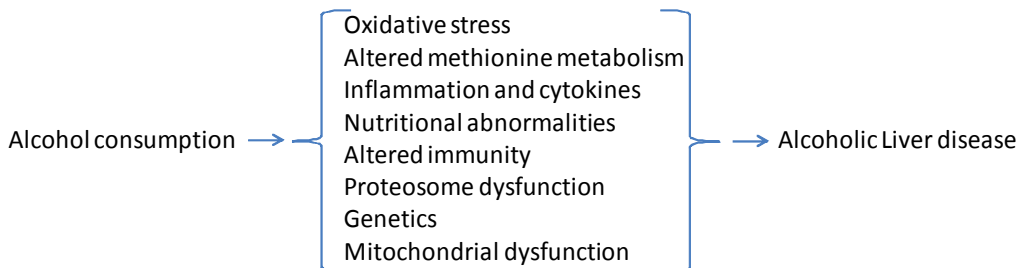 Oxidative stress
Altered methionine metabolism
Inflammation and cytokines
Nutritional abnormalities
Alcohol consumption
Altered immunity
Alcoholic Liver disease
Proteosome dysfunction
Genetics
Mitochondrial dysfunction